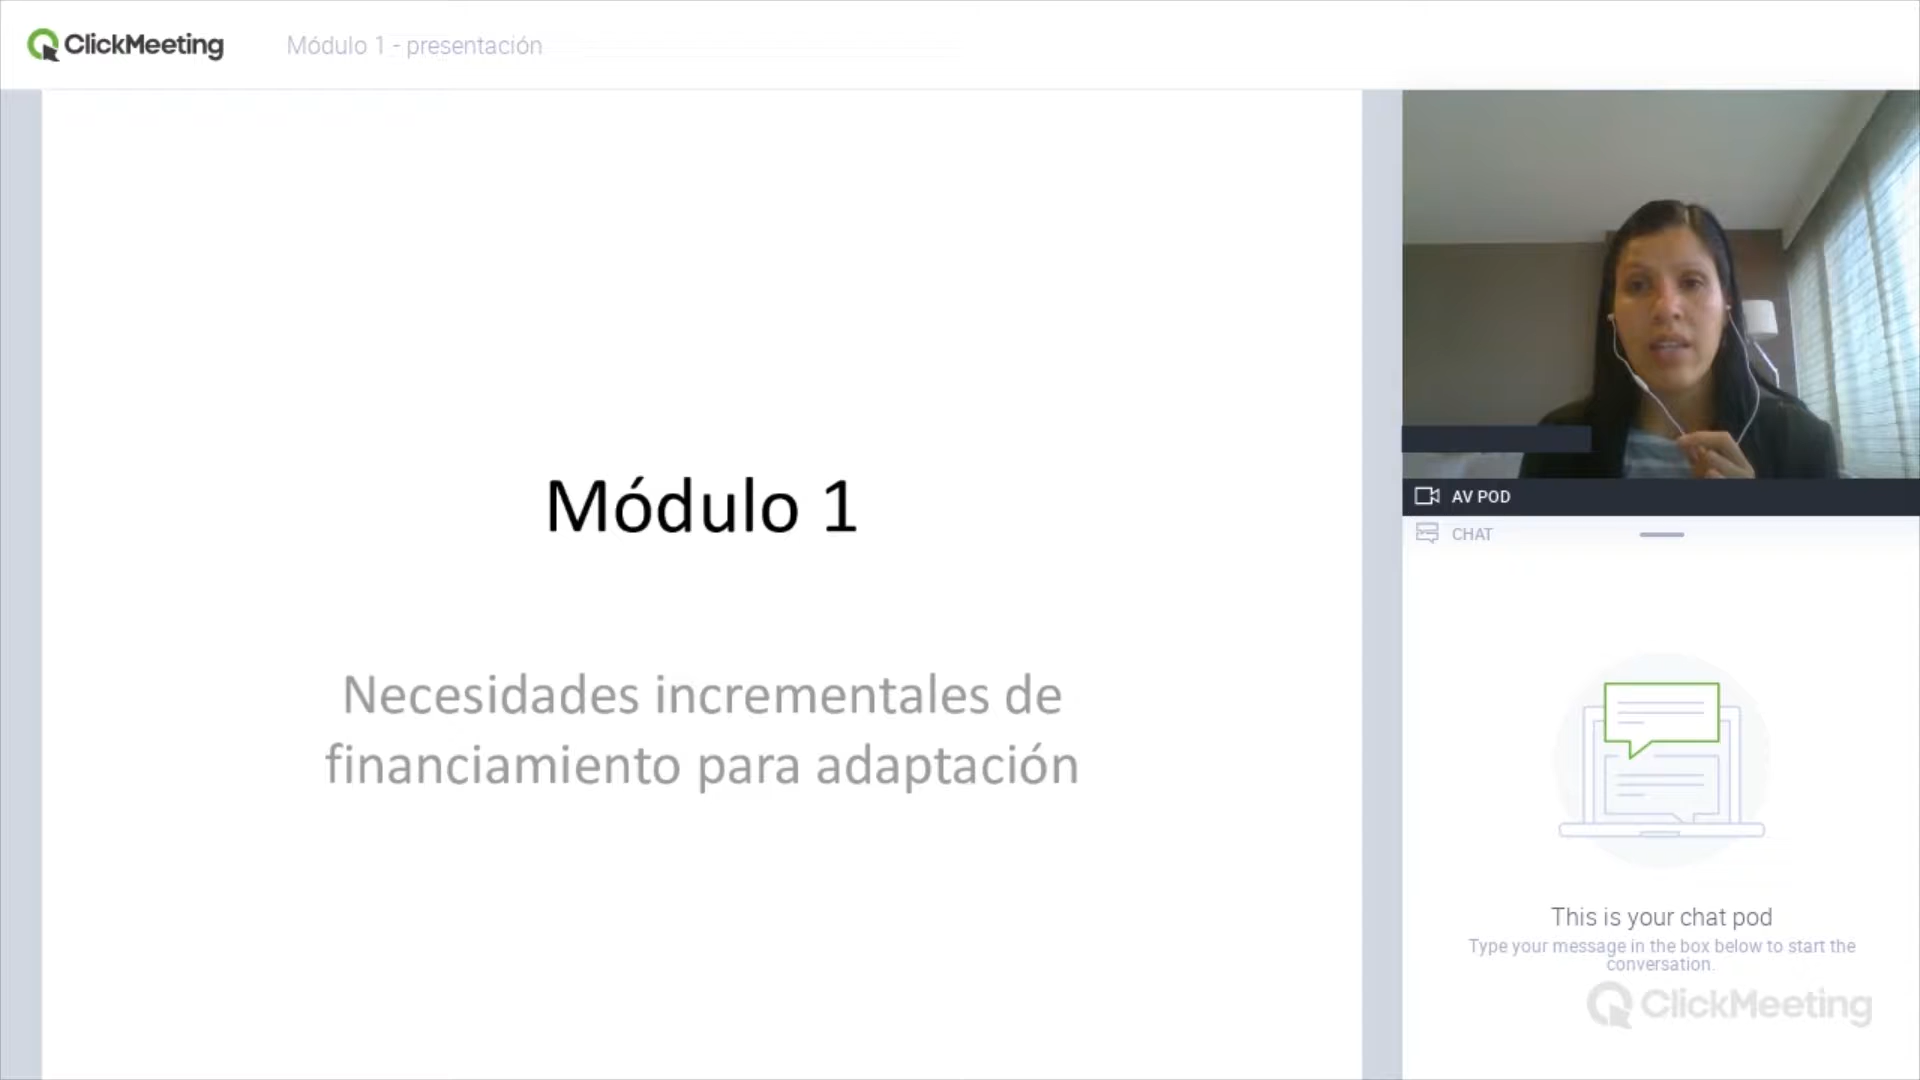 ClickMeeting
Módulo 1 - presentación
Módulo 1
Necesidades incrementales de
financiamiento para adaptación
AV POD
CHAT
This is your chat pod
Type your message in the box below to start the
conversation.
ClickMeeting